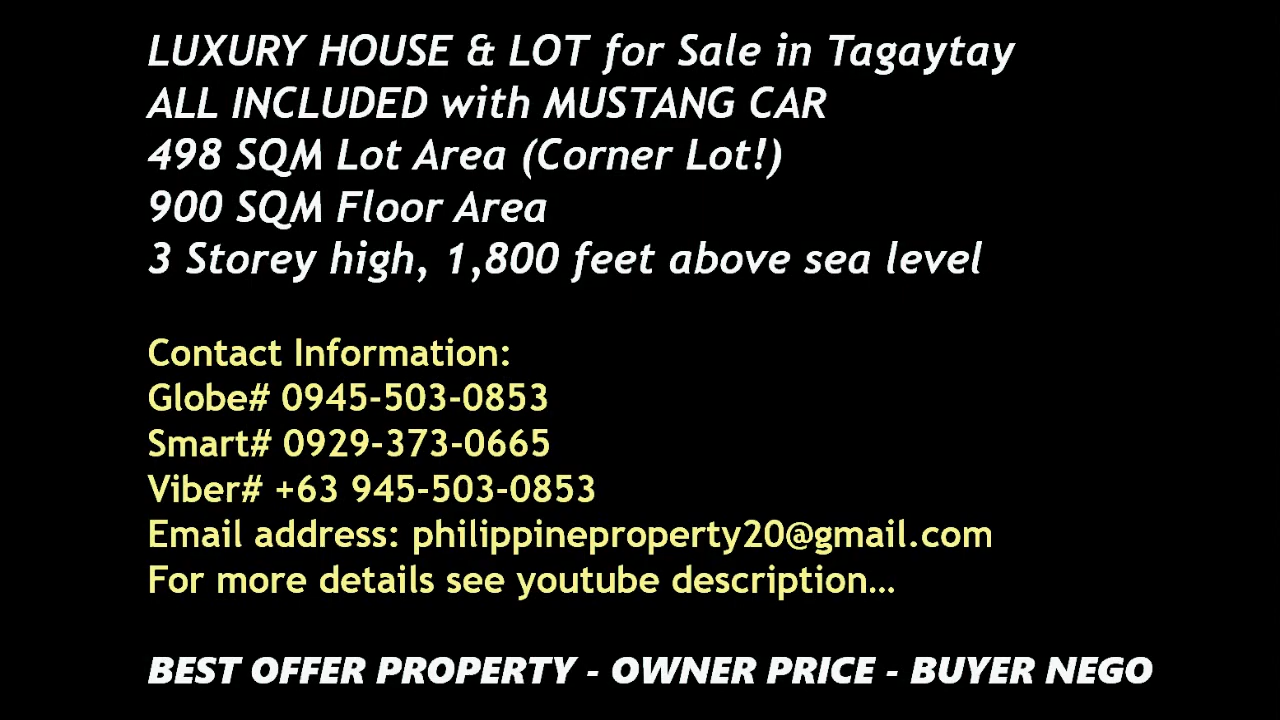 LUXURY HOUSE & LOT for Sale in Tagaytay
ALL INCLUDED with MUSTANG CAR
498 SQM Lot Area (Corner Lot!)
900 SQM Floor Area
3 Storey high, 1,800 feet above sea level
Contact Information:
Globe# 0945-503-0853
Smart# 0929-373-0665
Viber# +63 945-503-0853
Email address: philippineproperty20@gmail.com
For more details see youtube description...
BEST OFFER PROPERTY - OWNER PRICE - BUYER NEGO